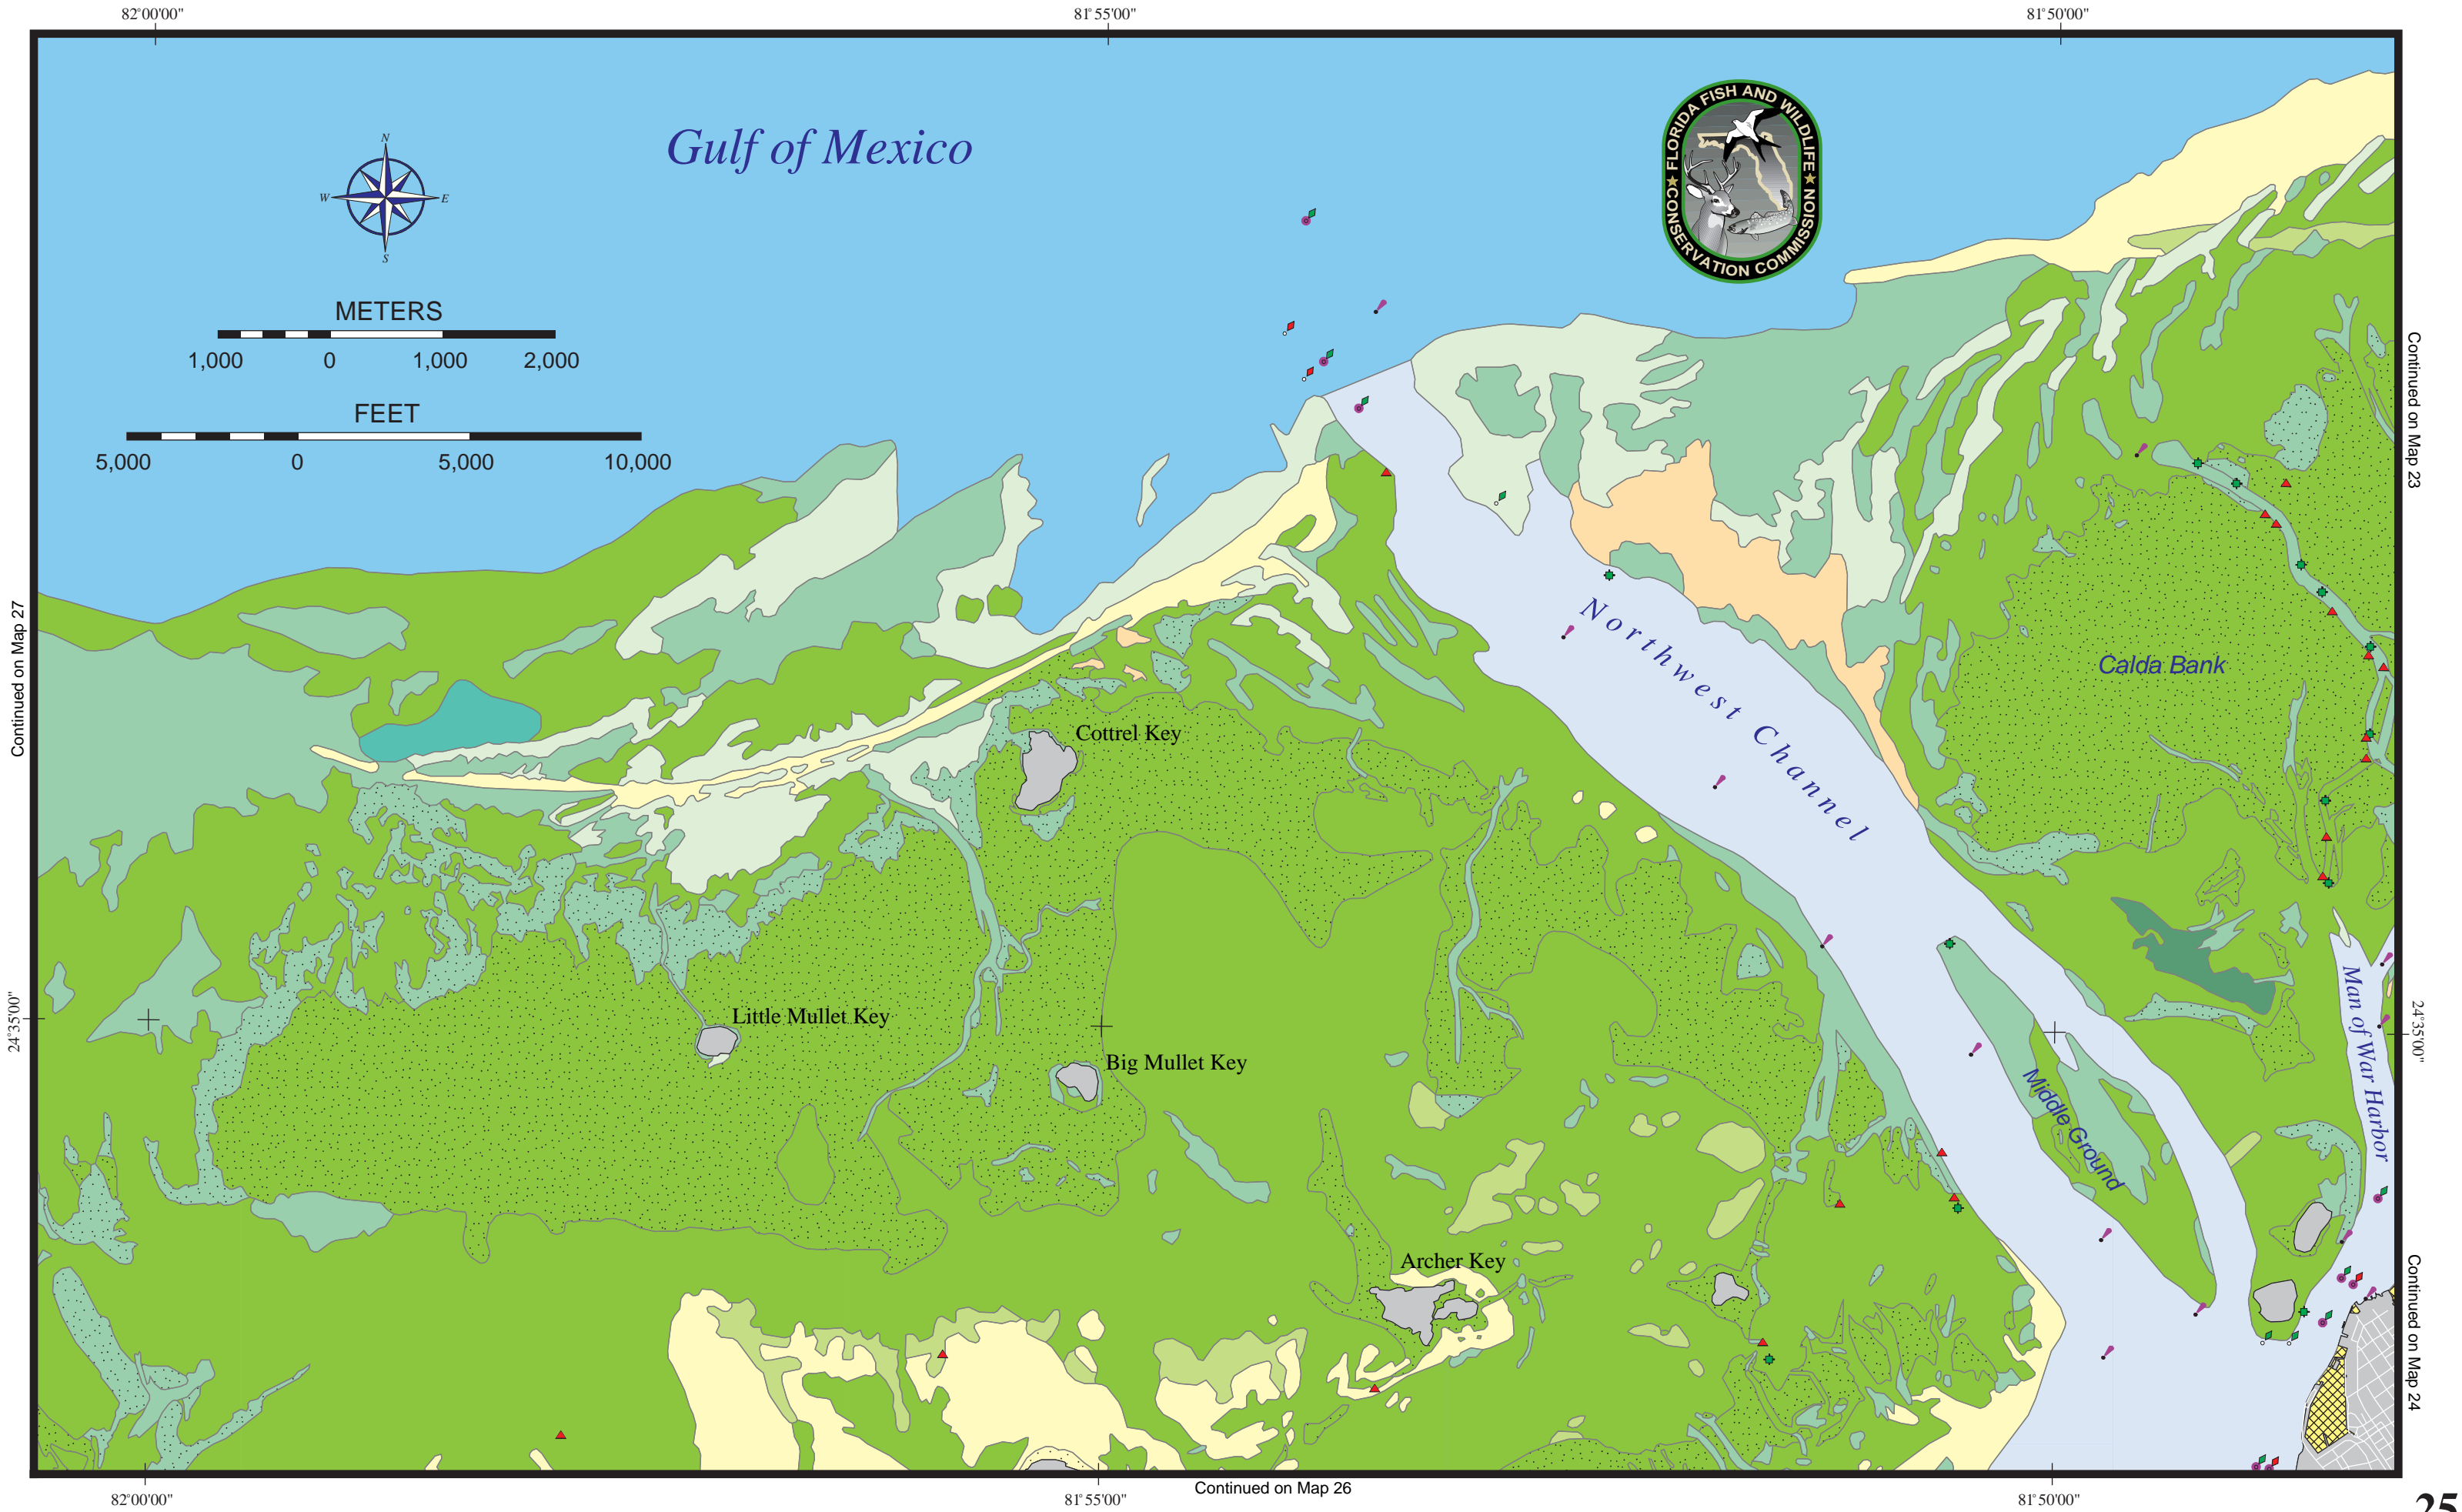 82°00'00"
81°55'00"
81°50'00"
Gulf of Mexico
FLORIDA FISH AND WILDLIFE
CONSERVATION COMMISSION
N
W
E
S
METERS
1,000
0
1,000
2,000
FEET
5,000
0
5,000
10,000
Continued on Map 23
Continued on Map 27
Northwest Channel
Calda Bank
Cottrel Key
Little Mullet Key
Big Mullet Key
Middle Ground
Man of War Harbor
24°35'00"
24°35'00"
Archer Key
Continued on Map 24
82°00'00"
81°55'00"
Continued on Map 26
81°50'00"
25